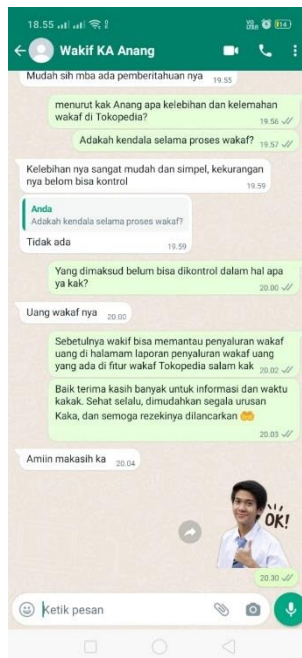 18.55
Wakif KA Anang
Mudah sih mba ada pemberitahuan nya 19.55
menurut kak Anang apa kelebihan dan kelemahan
wakaf di Tokopedia? 19.56
Adakah kendala selama proses wakaf? 19.57
Kelebihan nya sangat mudah dan simpel, kekurangan
nya belom bisa kontrol 19.59
Anda
Adakah kendala selama proses wakaf?
Tidak ada 19.59
Yang dimaksud belum bisa dikontrol dalam hal apa
ya kak? 20.00
Uang wakaf nya 20.00
Sebetulnya wakif bisa memantau penyaluran wakaf
uang di halamam laporan penyaluran wakaf uang
yang ada di fitur wakaf Tokopedia salam kak 20.02
Baik terima kasih banyak untuk informasi dan waktu
kakak. Sehat selalu, dimudahkan segala urusan
Kaka, dan semoga rezekinya dilancarkan 🤲
20.03
Amiin makasih ka 20.04
OK!
20.30
Ketik pesan